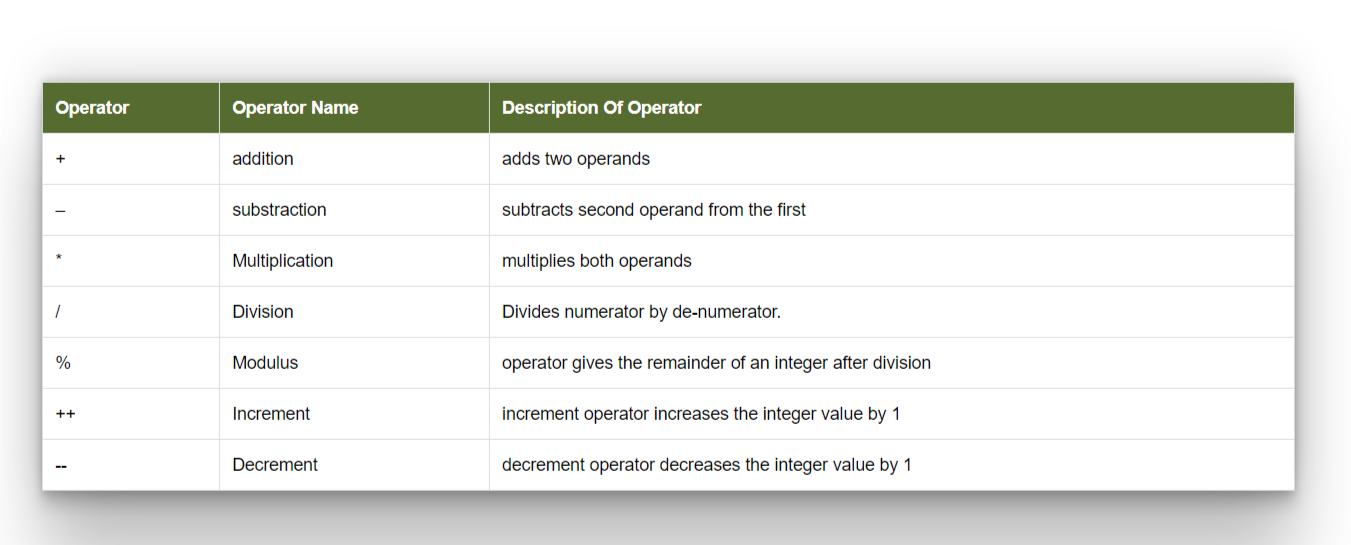 Operator Operator Name Description Of Operator
+ addition adds two operands
– substraction subtracts second operand from the first
* Multiplication multiplies both operands
/ Division Divides numerator by de-numerator.
% Modulus operator gives the remainder of an integer after division
++ Increment increment operator increases the integer value by 1
-- Decrement decrement operator decreases the integer value by 1